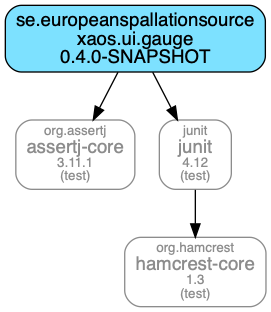 se.europeanspallationsource
xaos.ui.gauge
0.4.0-SNAPSHOT
org.assertj
assertj-core
3.11.1
(test)
junit
junit
4.12
(test)
org.hamcrest
hamcrest-core
1.3
(test)